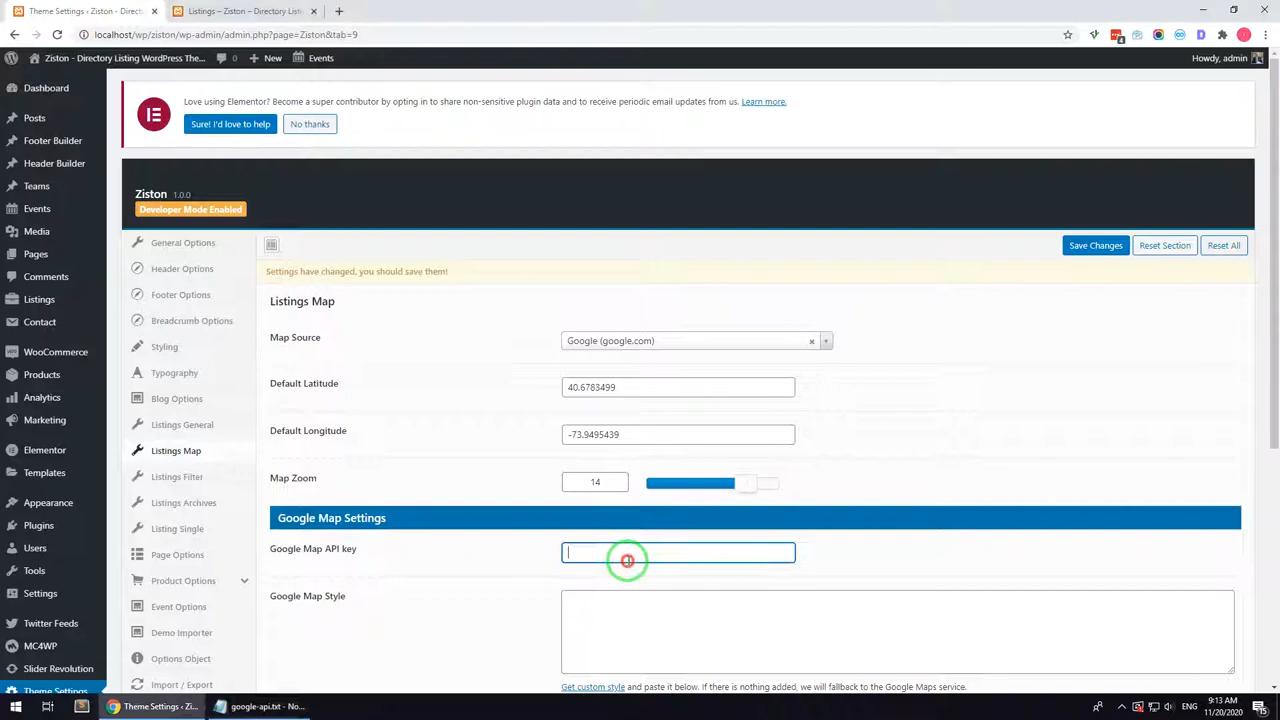 Theme Settings ‹ Ziston - Direct
Listings – Ziston – Directory Listi
localhost/wp/ziston/wp-admin/admin.php?page=Ziston&tab=9
Ziston - Directory Listing WordPress The...
0
New
Events
Howdy, admin
Dashboard
Posts
Footer Builder
Header Builder
Teams
Events
Media
Pages
Comments
Listings
Contact
WooCommerce
Products
Analytics
Marketing
Elementor
Templates
Appearance
Plugins
Users
Tools
Settings
Twitter Feeds
MC4WP
Slider Revolution
Theme Settings
Love using Elementor? Become a super contributor by opting in to share non-sensitive plugin data and to receive periodic email updates from us. Learn more.
Sure! I'd love to help
No thanks
Ziston 1.0.0
Developer Mode Enabled
General Options
Header Options
Footer Options
Breadcrumb Options
Styling
Typography
Blog Options
Listings General
Listings Map
Listings Filter
Listings Archives
Listing Single
Page Options
Product Options
Event Options
Demo Importer
Options Object
Import / Export
Save Changes
Reset Section
Reset All
Settings have changed, you should save them!
Listings Map
Map Source
Google (google.com)
Default Latitude
40.6783499
Default Longitude
-73.9495439
Map Zoom
14
Google Map Settings
Google Map API key
Google Map Style
Get custom style and paste it below. If there is nothing added, we will fallback to the Google Maps service.
Theme Settings ‹ Z...
google-api.txt - No...
ENG
9:13 AM
11/20/2020
15